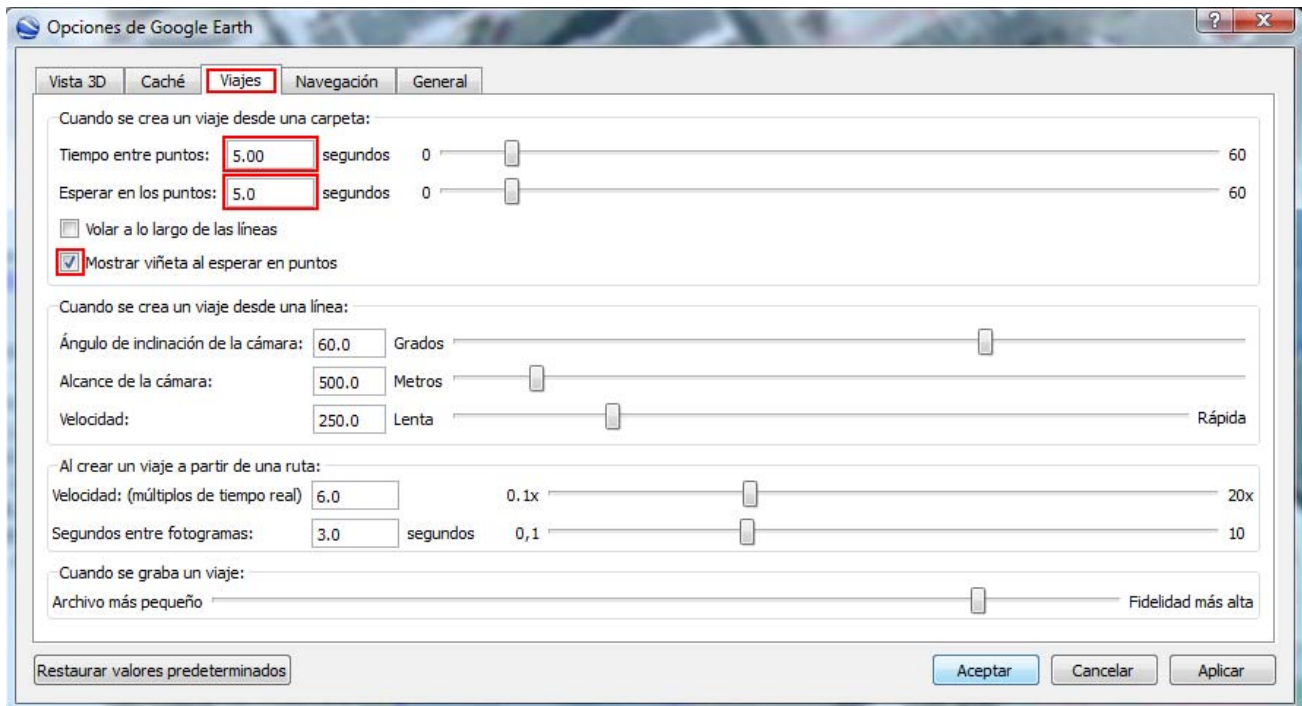 Opciones de Google Earth
?
Vista 3D Caché Viajes Navegación General
Cuando se crea un viaje desde una carpeta:
Tiempo entre puntos: 5.00 segundos 0 60
Esperar en los puntos: 5.0 segundos 0 60
Volar a lo largo de las líneas
Mostrar viñeta al esperar en puntos
Cuando se crea un viaje desde una línea:
Ángulo de inclinación de la cámara: 60.0 Grados
Alcance de la cámara: 500.0 Metros
Velocidad: 250.0 Lenta Rápida
Al crear un viaje a partir de una ruta:
Velocidad: (múltiplos de tiempo real) 6.0 0.1x 20x
Segundos entre fotogramas: 3.0 segundos 0,1 10
Cuando se graba un viaje:
Archivo más pequeño Fidelidad más alta
Restaurar valores predeterminados Aceptar Cancelar Aplicar